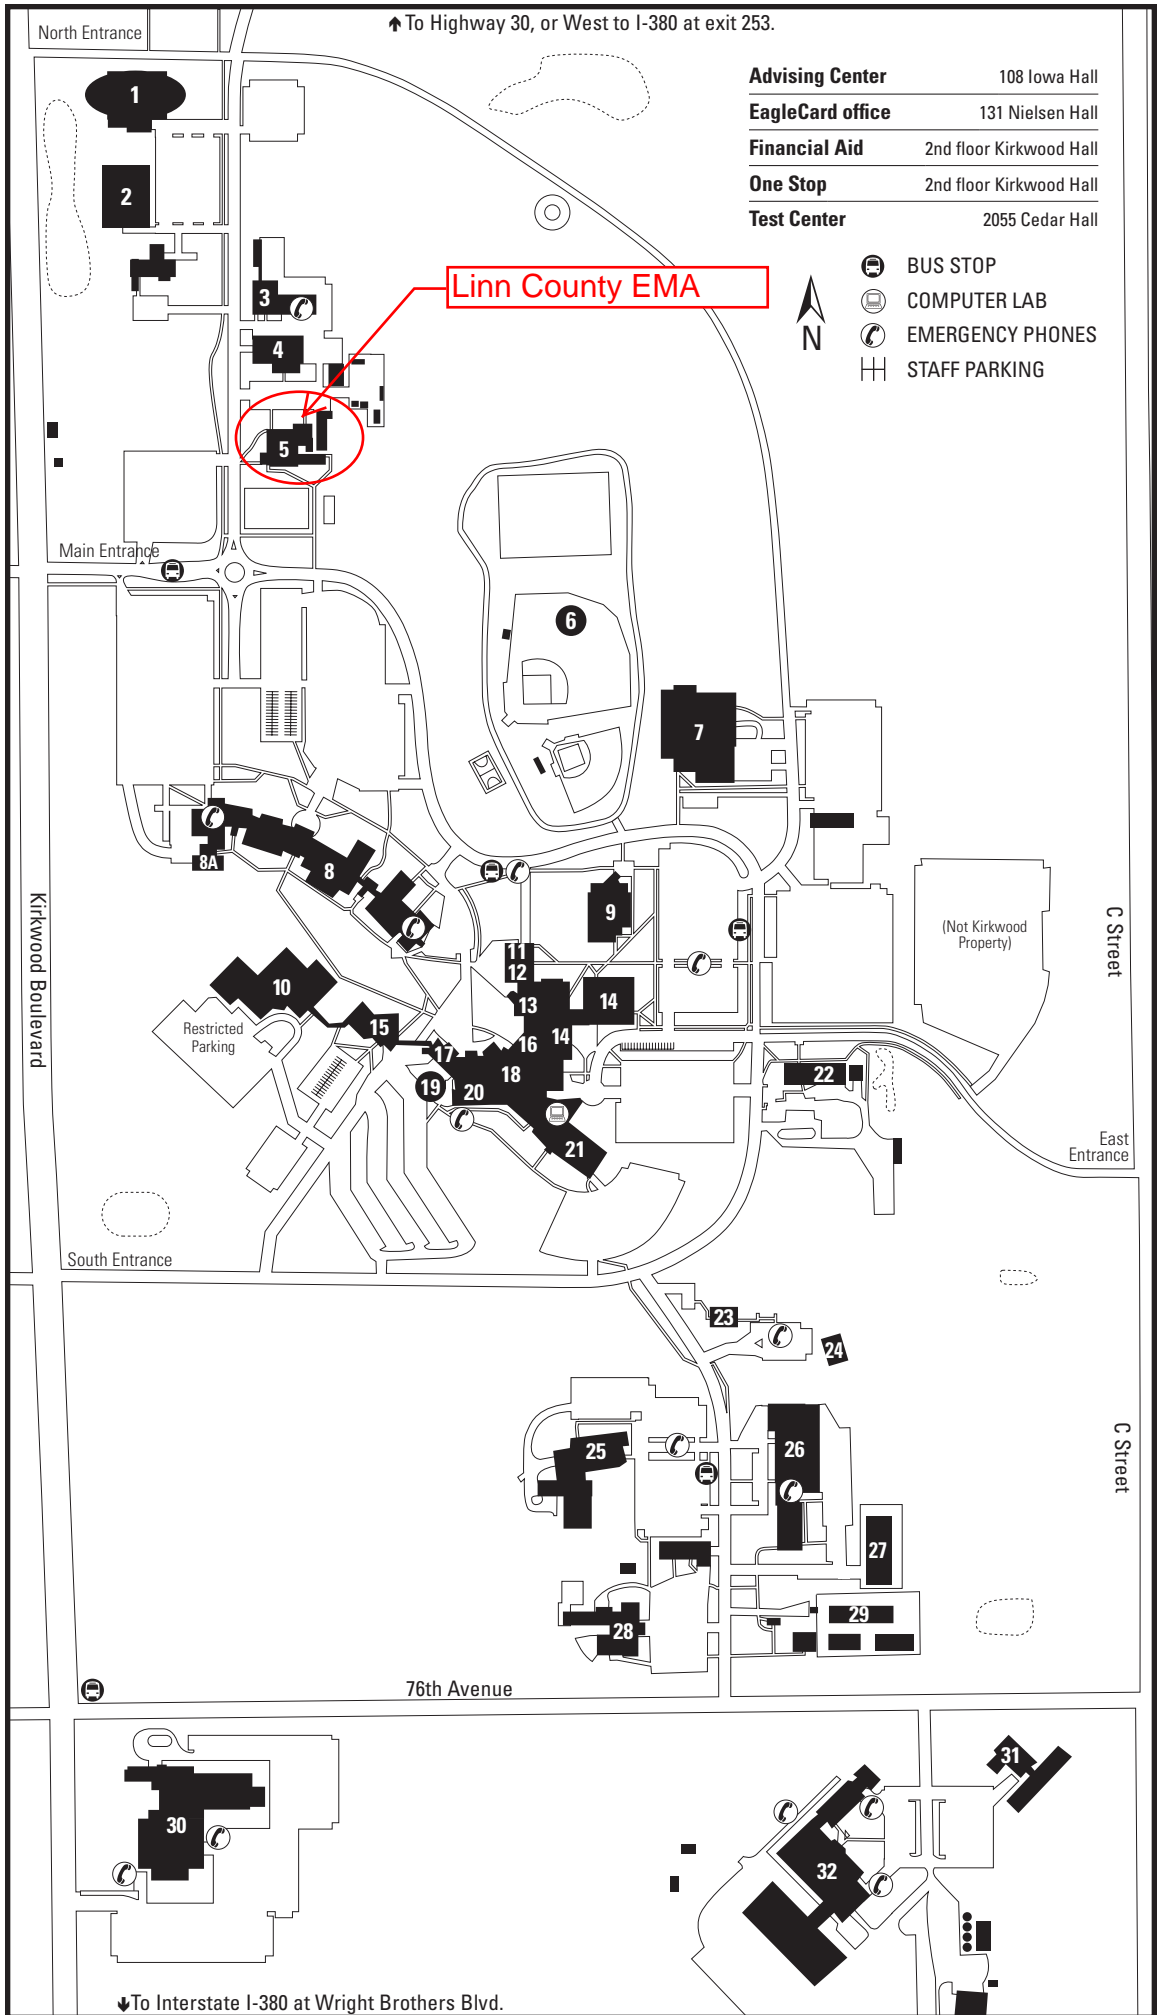 ↑ To Highway 30, or West to I-380 at exit 253.
North Entrance
Advising Center 108 Iowa Hall
EagleCard office 131 Nielsen Hall
Financial Aid 2nd floor Kirkwood Hall
One Stop 2nd floor Kirkwood Hall
Test Center 2055 Cedar Hall
BUS STOP
COMPUTER LAB
EMERGENCY PHONES
STAFF PARKING
N
1
2
Linn County EMA
3
4
5
Main Entrance
6
7
8
8A
9
Kirkwood Boulevard
C Street
(Not Kirkwood
Property)
11
12
10
13
14
15
Restricted
Parking
16
14
17
18
19
20
22
21
East
Entrance
South Entrance
23
24
25
26
C Street
27
28
29
76th Avenue
30
31
32
↓To Interstate I-380 at Wright Brothers Blvd.